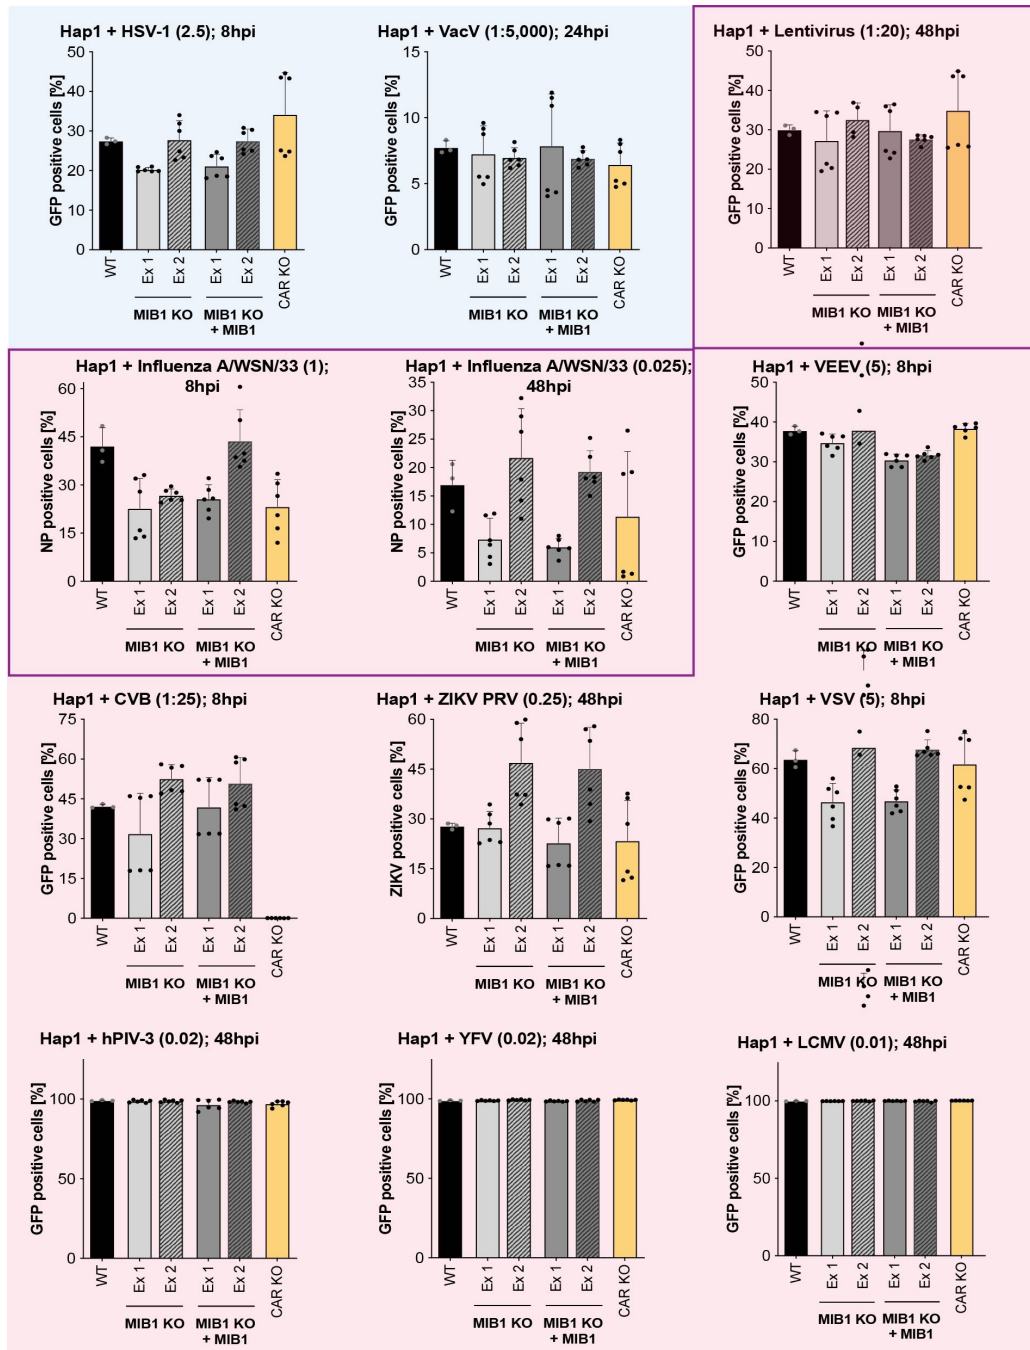 Hap1 + HSV-1 (2.5); 8hpi
GFP positive cells [%]
50
40
30
20
10
0
WT
Ex 1
Ex 2
Ex 1
Ex 2
CAR KO
MIB1 KO
MIB1 KO
+ MIB1
Hap1 + VacV (1:5,000); 24hpi
GFP positive cells [%]
15
10
5
0
WT
Ex 1
Ex 2
Ex 1
Ex 2
CAR KO
MIB1 KO
MIB1 KO
+ MIB1
Hap1 + Lentivirus (1:20); 48hpi
GFP positive cells [%]
50
40
30
20
10
0
WT
Ex 1
Ex 2
Ex 1
Ex 2
CAR KO
MIB1 KO
MIB1 KO
+ MIB1
Hap1 + Influenza A/WSN/33 (1);
8hpi
NP positive cells [%]
60
45
30
15
0
WT
Ex 1
Ex 2
Ex 1
Ex 2
CAR KO
MIB1 KO
MIB1 KO
+ MIB1
Hap1 + Influenza A/WSN/33 (0.025);
48hpi
NP positive cells [%]
35
30
25
20
15
10
5
0
WT
Ex 1
Ex 2
Ex 1
Ex 2
CAR KO
MIB1 KO
MIB1 KO
+ MIB1
Hap1 + VEEV (5); 8hpi
GFP positive cells [%]
50
40
30
20
10
0
WT
Ex 1
Ex 2
Ex 1
Ex 2
CAR KO
MIB1 KO
MIB1 KO
+ MIB1
Hap1 + CVB (1:25); 8hpi
GFP positive cells [%]
75
60
45
30
15
0
WT
Ex 1
Ex 2
Ex 1
Ex 2
CAR KO
MIB1 KO
MIB1 KO
+ MIB1
Hap1 + ZIKV PRV (0.25); 48hpi
ZIKV positive cells [%]
60
45
30
15
0
WT
Ex 1
Ex 2
Ex 1
Ex 2
CAR KO
MIB1 KO
MIB1 KO
+ MIB1
Hap1 + VSV (5); 8hpi
GFP positive cells [%]
80
60
40
20
0
WT
Ex 1
Ex 2
Ex 1
Ex 2
CAR KO
MIB1 KO
MIB1 KO
+ MIB1
Hap1 + hPIV-3 (0.02); 48hpi
GFP positive cells [%]
100
50
0
WT
Ex 1
Ex 2
Ex 1
Ex 2
CAR KO
MIB1 KO
MIB1 KO
+ MIB1
Hap1 + YFV (0.02); 48hpi
GFP positive cells [%]
100
50
0
WT
Ex 1
Ex 2
Ex 1
Ex 2
CAR KO
MIB1 KO
MIB1 KO
+ MIB1
Hap1 + LCMV (0.01); 48hpi
GFP positive cells [%]
100
50
0
WT
Ex 1
Ex 2
Ex 1
Ex 2
CAR KO
MIB1 KO
MIB1 KO
+ MIB1